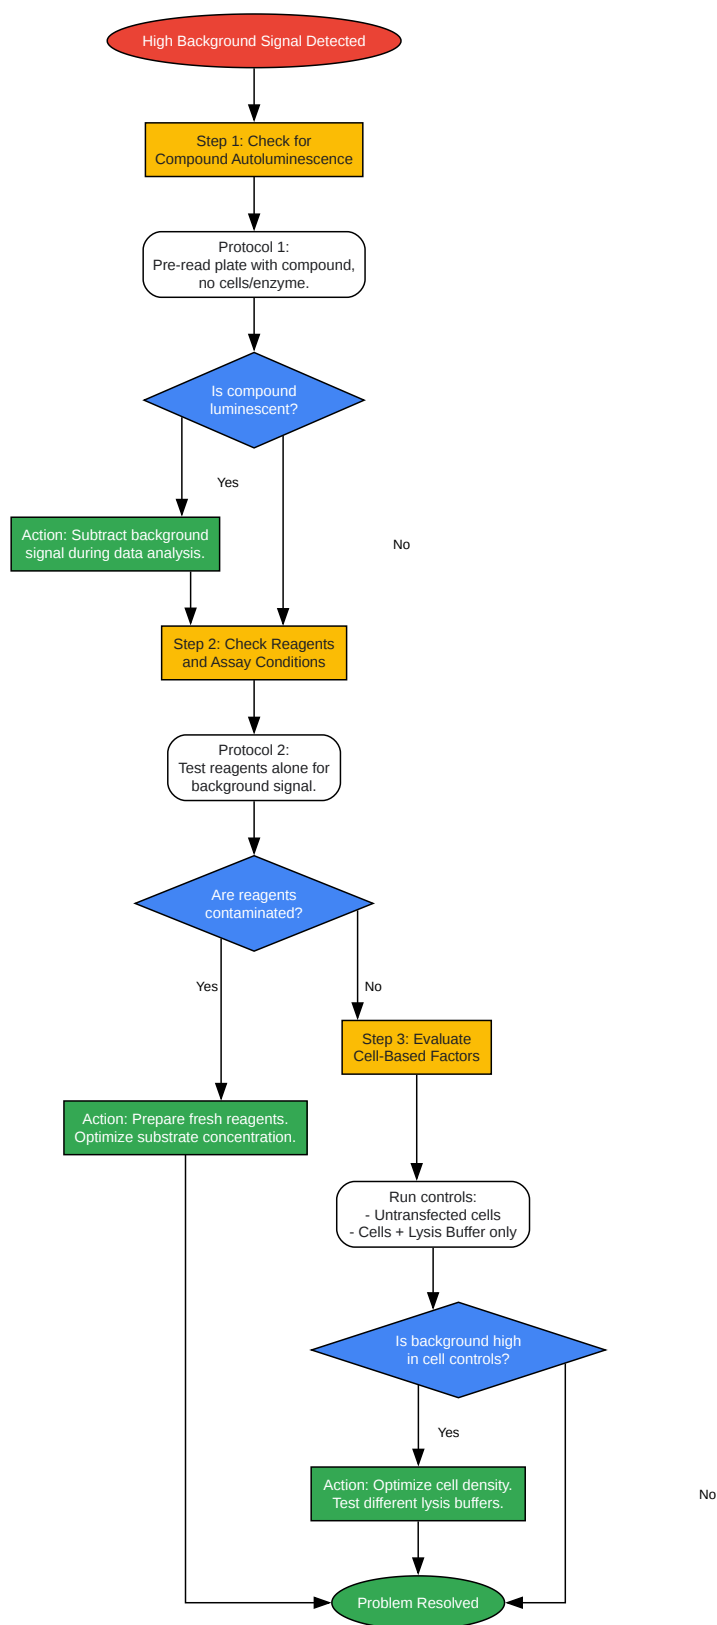 High Background Signal Detected
Step 1: Check for
Compound Autoluminescence
Protocol 1:
Pre-read plate with compound,
no cells/enzyme.
Is compound
luminescent?
Yes
No
Action: Subtract background
signal during data analysis.
Step 2: Check Reagents
and Assay Conditions
Protocol 2:
Test reagents alone for
background signal.
Are reagents
contaminated?
Yes
No
Step 3: Evaluate
Cell-Based Factors
Action: Prepare fresh reagents.
Optimize substrate concentration.
Run controls:
- Untransfected cells
- Cells + Lysis Buffer only
Is background high
in cell controls?
Yes
No
Action: Optimize cell density.
Test different lysis buffers.
Problem Resolved